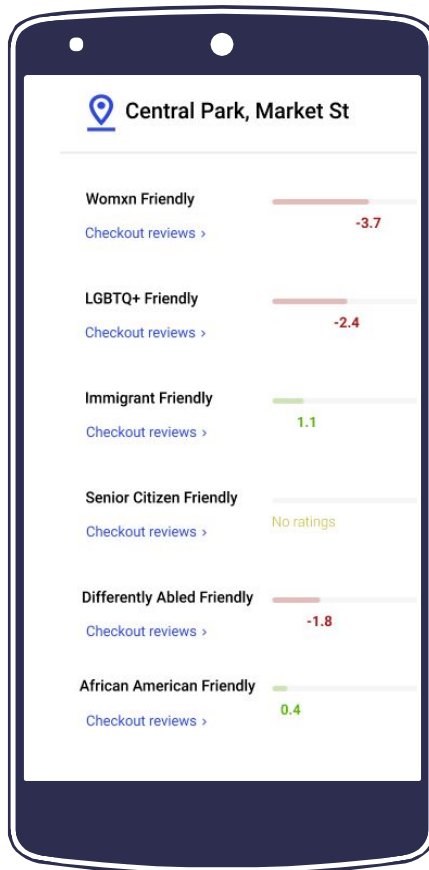 Central Park, Market St
Womxn Friendly
-3.7
Checkout reviews ›
LGBTQ+ Friendly
-2.4
Checkout reviews ›
Immigrant Friendly
1.1
Checkout reviews ›
Senior Citizen Friendly
No ratings
Checkout reviews ›
Differently Abled Friendly
-1.8
Checkout reviews ›
African American Friendly
0.4
Checkout reviews ›